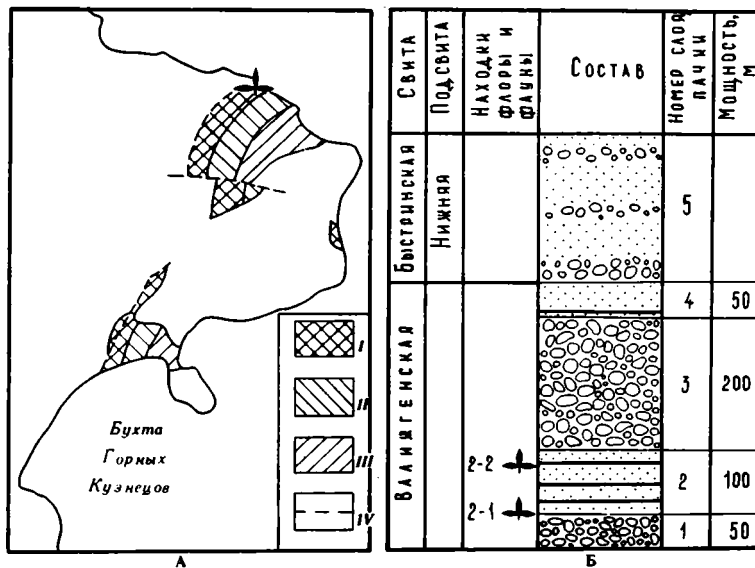 Бухта
Горных
Кузнецов
I
II
III
IV
А
СВИТА
ПОДСВИТА
НАХОДКИ
ФЛОРЫ И
ФАУНЫ
СОСТАВ
НОМЕР СЛОЯ,
ПАЧКИ
МОЩНОСТЬ,
М
БЫСТРИНСКАЯ
НИЖНЯЯ
5
ВАЛИЖГЕНСКАЯ
4
50
3
200
2-2
2-1
2
100
1
50
Б